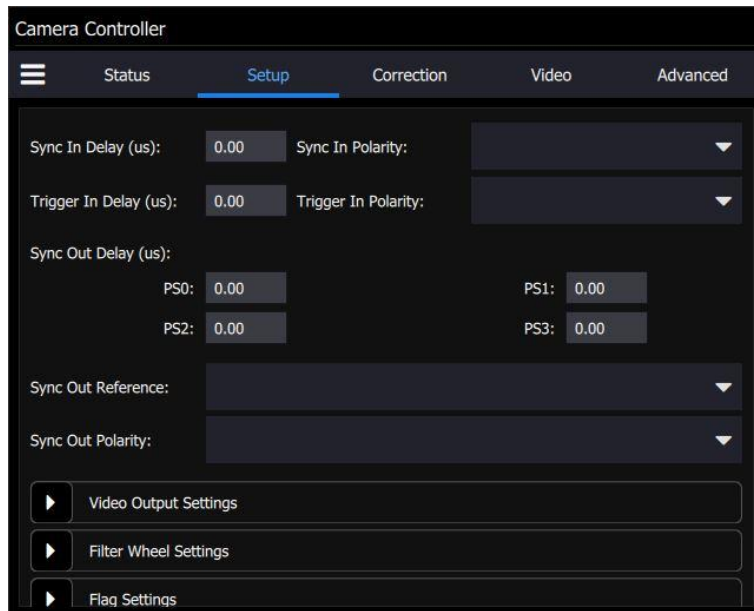 Camera Controller
Status Setup Correction Video Advanced
Sync In Delay (us): 0.00 Sync In Polarity:
Trigger In Delay (us): 0.00 Trigger In Polarity:
Sync Out Delay (us):
PS0: 0.00 PS1: 0.00
PS2: 0.00 PS3: 0.00
Sync Out Reference:
Sync Out Polarity:
Video Output Settings
Filter Wheel Settings
Flag Settings